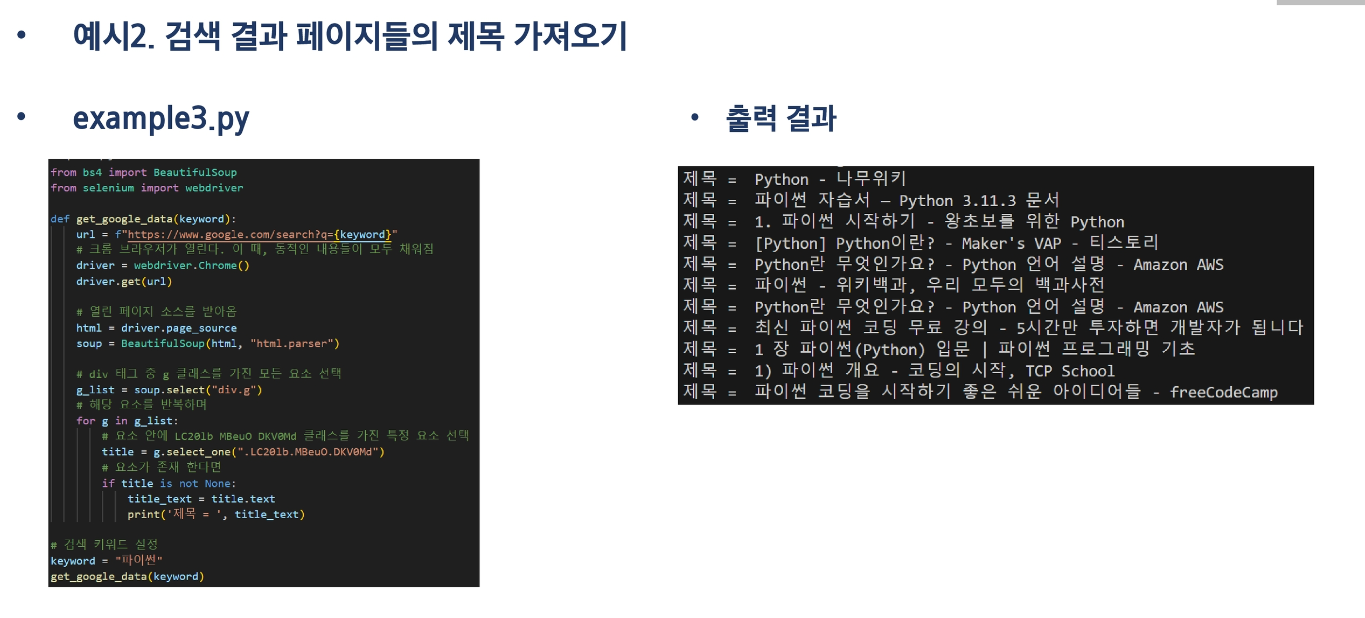 • 예시2. 검색 결과 페이지들의 제목 가져오기
• example3.py
from bs4 import BeautifulSoup
from selenium import webdriver
def get_google_data(keyword):
url = f"https://www.google.com/search?q={keyword}"
# 크롬 브라우저가 열린다. 이 때, 동적인 내용들이 모두 채워짐
driver = webdriver.Chrome()
driver.get(url)
# 열린 페이지 소스를 받아옴
html = driver.page_source
soup = BeautifulSoup(html, "html.parser")
# div 태그 중 g 클래스를 가진 모든 요소 선택
g_list = soup.select("div.g")
# 해당 요소를 반복하며
for g in g_list:
# 요소 안에 LC20lb MBeuO DKV0Md 클래스를 가진 특정 요소 선택
title = g.select_one(".LC20lb.MBeuO.DKV0Md")
# 요소가 존재 한다면
if title is not None:
title_text = title.text
print('제목 = ', title_text)
# 검색 키워드 설정
keyword = "파이썬"
get_google_data(keyword)
• 출력 결과
제목 = Python - 나무위키
제목 = 파이썬 자습서 — Python 3.11.3 문서
제목 = 1. 파이썬 시작하기 - 왕초보를 위한 Python
제목 = [Python] Python이란? - Maker's VAP - 티스토리
제목 = Python란 무엇인가요? - Python 언어 설명 - Amazon AWS
제목 = 파이썬 - 위키백과, 우리 모두의 백과사전
제목 = Python란 무엇인가요? - Python 언어 설명 - Amazon AWS
제목 = 최신 파이썬 코딩 무료 강의 - 5시간만 투자하면 개발자가 됩니다
제목 = 1 장 파이썬(Python) 입문 | 파이썬 프로그래밍 기초
제목 = 1) 파이썬 개요 - 코딩의 시작, TCP School
제목 = 파이썬 코딩을 시작하기 좋은 쉬운 아이디어들 - freeCodeCamp